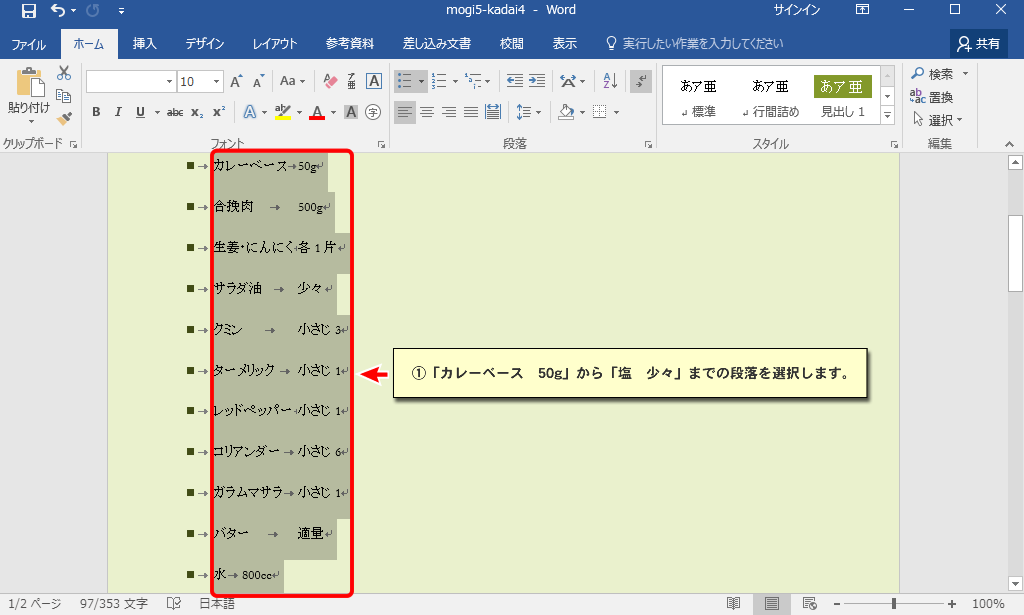 mogi5-kadai4 - Word
サインイン
ファイル ホーム 挿入 デザイン レイアウト 参考資料 差し込み文書 校閲 表示 実行したい作業を入力してください 共有
貼り付け
10
Aa
B I U abc x₂ x²
A
字
あア亜 あア亜 あア亜
標準 行間詰め 見出し 1
検索
置換
選択
クリップボード フォント 段落 スタイル 編集
カレーベース 50g
合挽肉 500g
生姜・にんにく 各 1 片
サラダ油 少々
クミン 小さじ 3
ターメリック 小さじ 1
①「カレーベース　50g」から「塩　少々」までの段落を選択します。
レッドペッパー 小さじ 1
コリアンダー 小さじ 6
ガラムマサラ 小さじ 1
バター 適量
水 800cc
1/2 ページ 97/353 文字 日本語 100%